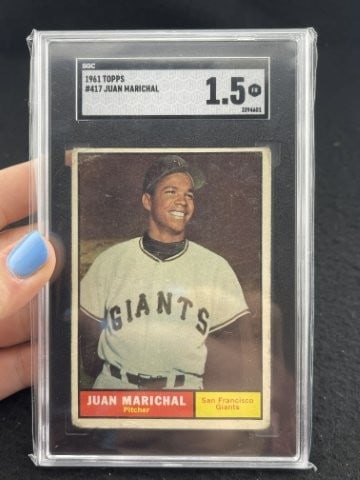 SGC
1961 TOPPS
#417 JUAN MARICHAL
1.5
FR
GIANTS
JUAN MARICHAL
Pitcher
San Francisco
Giants